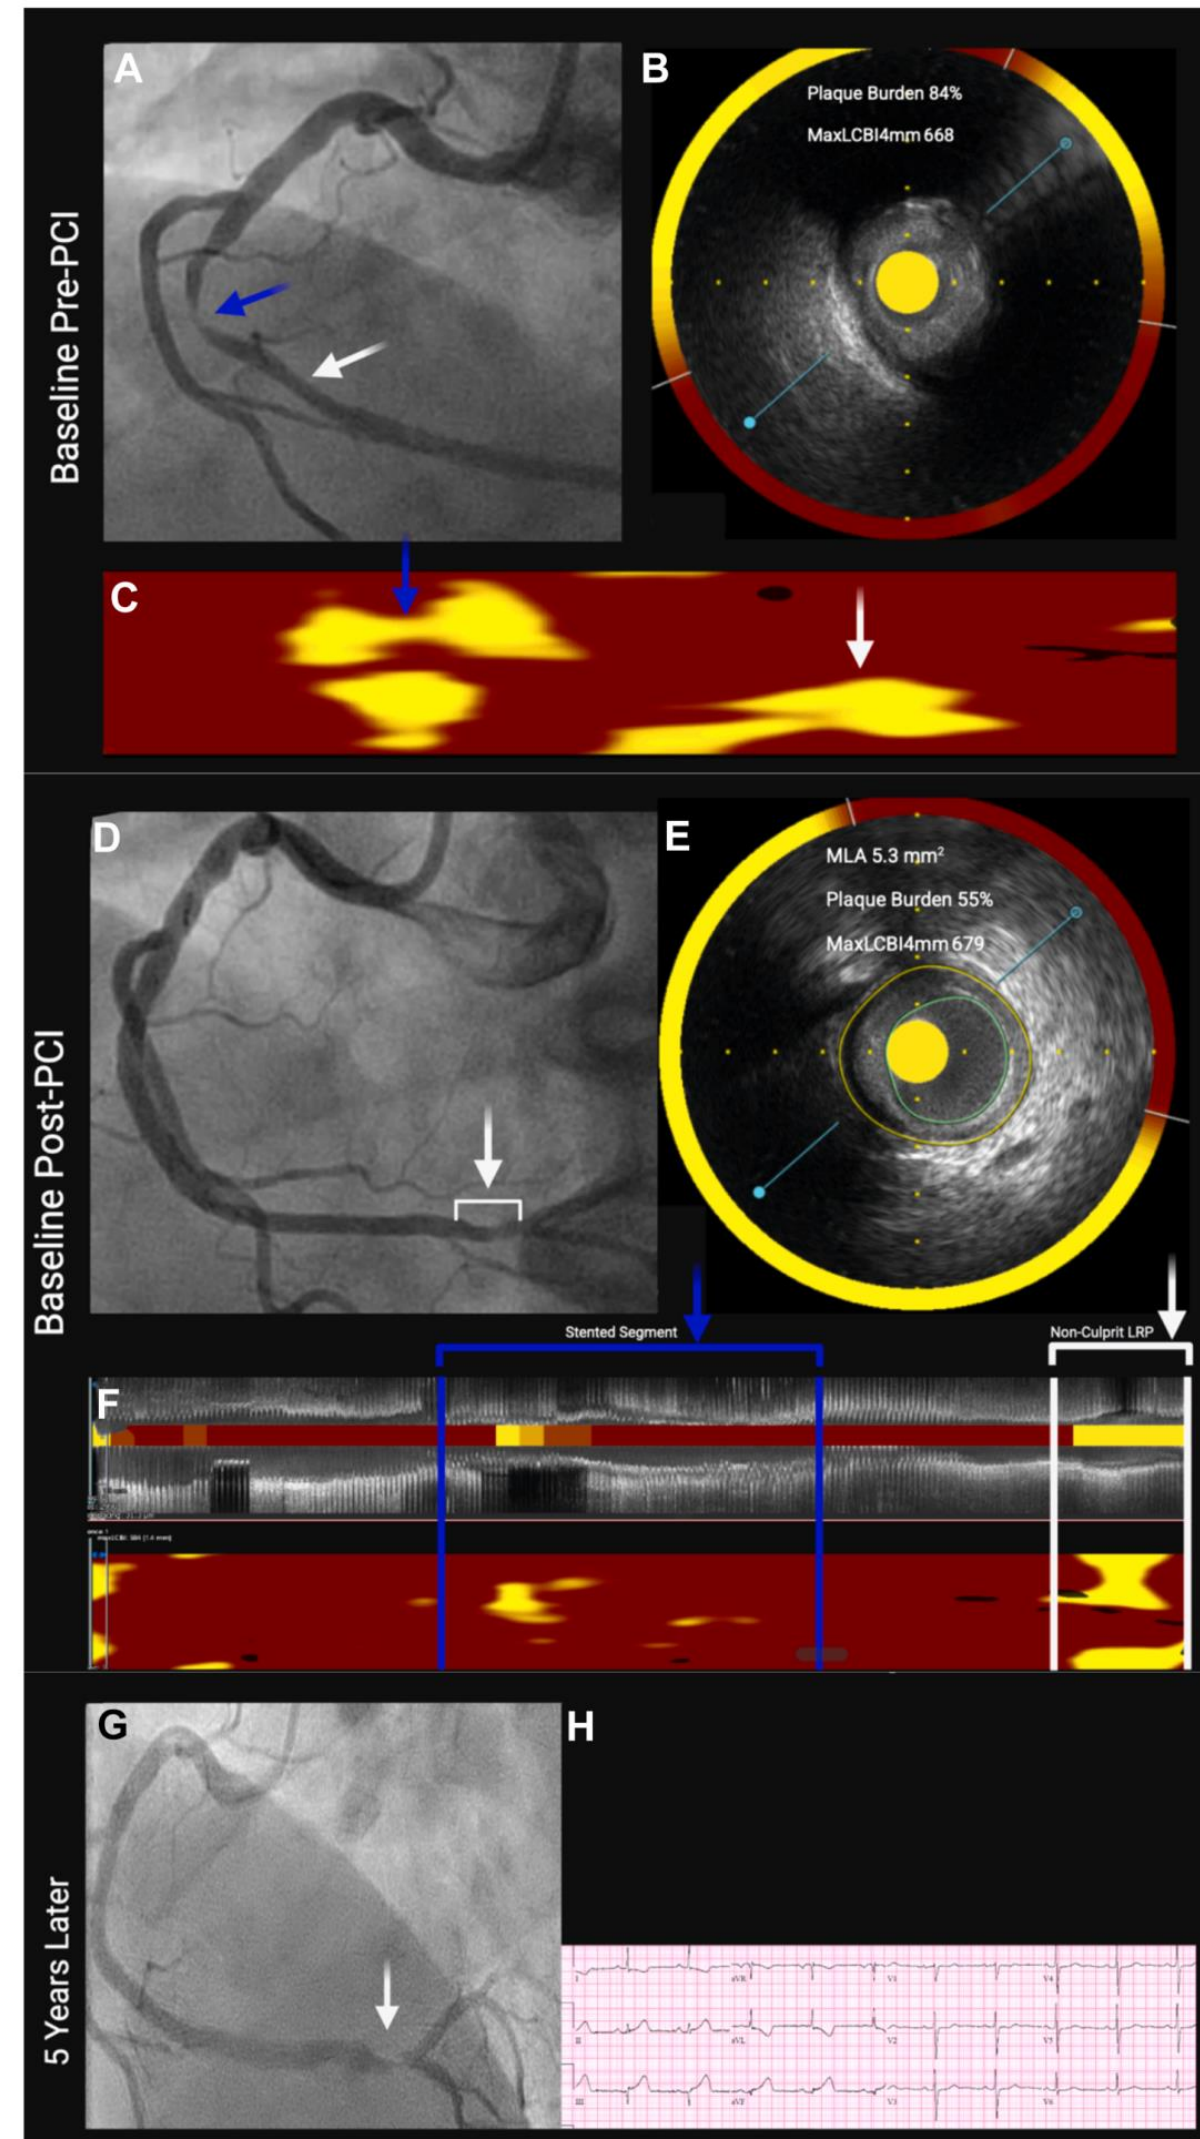 Baseline Pre-PCI
A
B
Plaque Burden 84%
MaxLCBI4mm 668
C
Baseline Post-PCI
D
E
MLA 5.3 mm²
Plaque Burden 55%
MaxLCBI4mm 679
Stented Segment
Non-Culprit LRP
F
5 Years Later
G
H
I
aVR
V1
V4
II
aVL
V2
V5
III
aVF
V3
V6